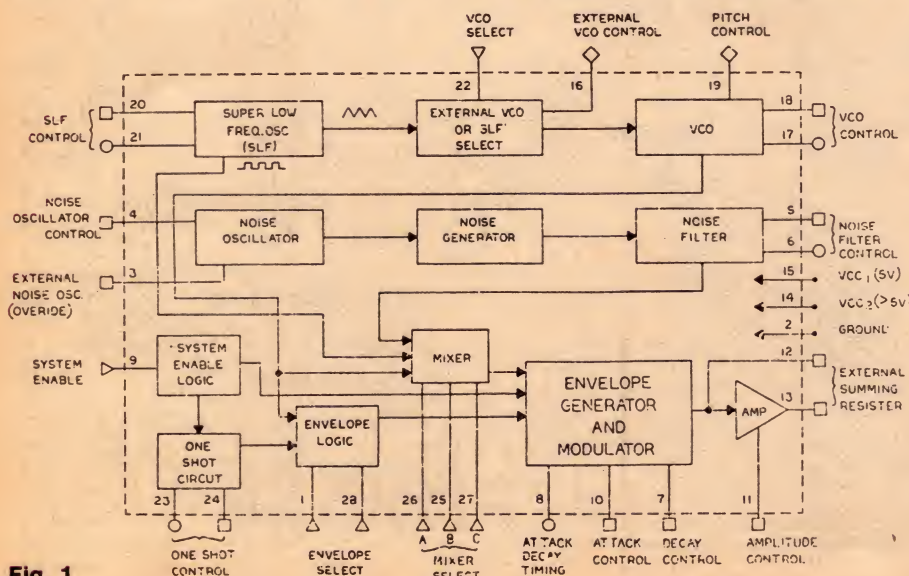 VCO
SELECT
EXTERNAL
VCO CONTROL
PITCH
CONTROL
22
16
19
SLF
CONTROL
20
21
SUPER LOW
FREQ.OSC
(SLF)
EXTERNAL VCO
OR SLF
SELECT
VCO
18
17
VCO
CONTROL
NOISE
OSCILLATOR
CONTROL
4
NOISE
OSCILLATOR
NOISE
GENERATOR
NOISE
FILTER
5
6
NOISE
FILTER
CONTROL
EXTERNAL
NOISE OSC.
(OVERIDE)
3
15
VCC1 (5V)
14
VCC2 (>5V)
2
GROUND
SYSTEM
ENABLE
9
SYSTEM
ENABLE
LOGIC
MIXER
ENVELOPE
GENERATOR
AND
MODULATOR
12
AMP
13
EXTERNAL
SUMMING
RESISTER
ONE
SHOT
CIRCUT
ENVELOPE
LOGIC
23
24
1
28
26
25
27
8
10
7
11
A
B
C
ONE SHOT
CONTROL
ENVELOPE
SELECT
MIXER
SELECT
ATTACK
DECAY
TIMING
ATTACK
CONTROL
DECAY
CONTROL
AMPLITUDE
CONTROL
Fig. 1